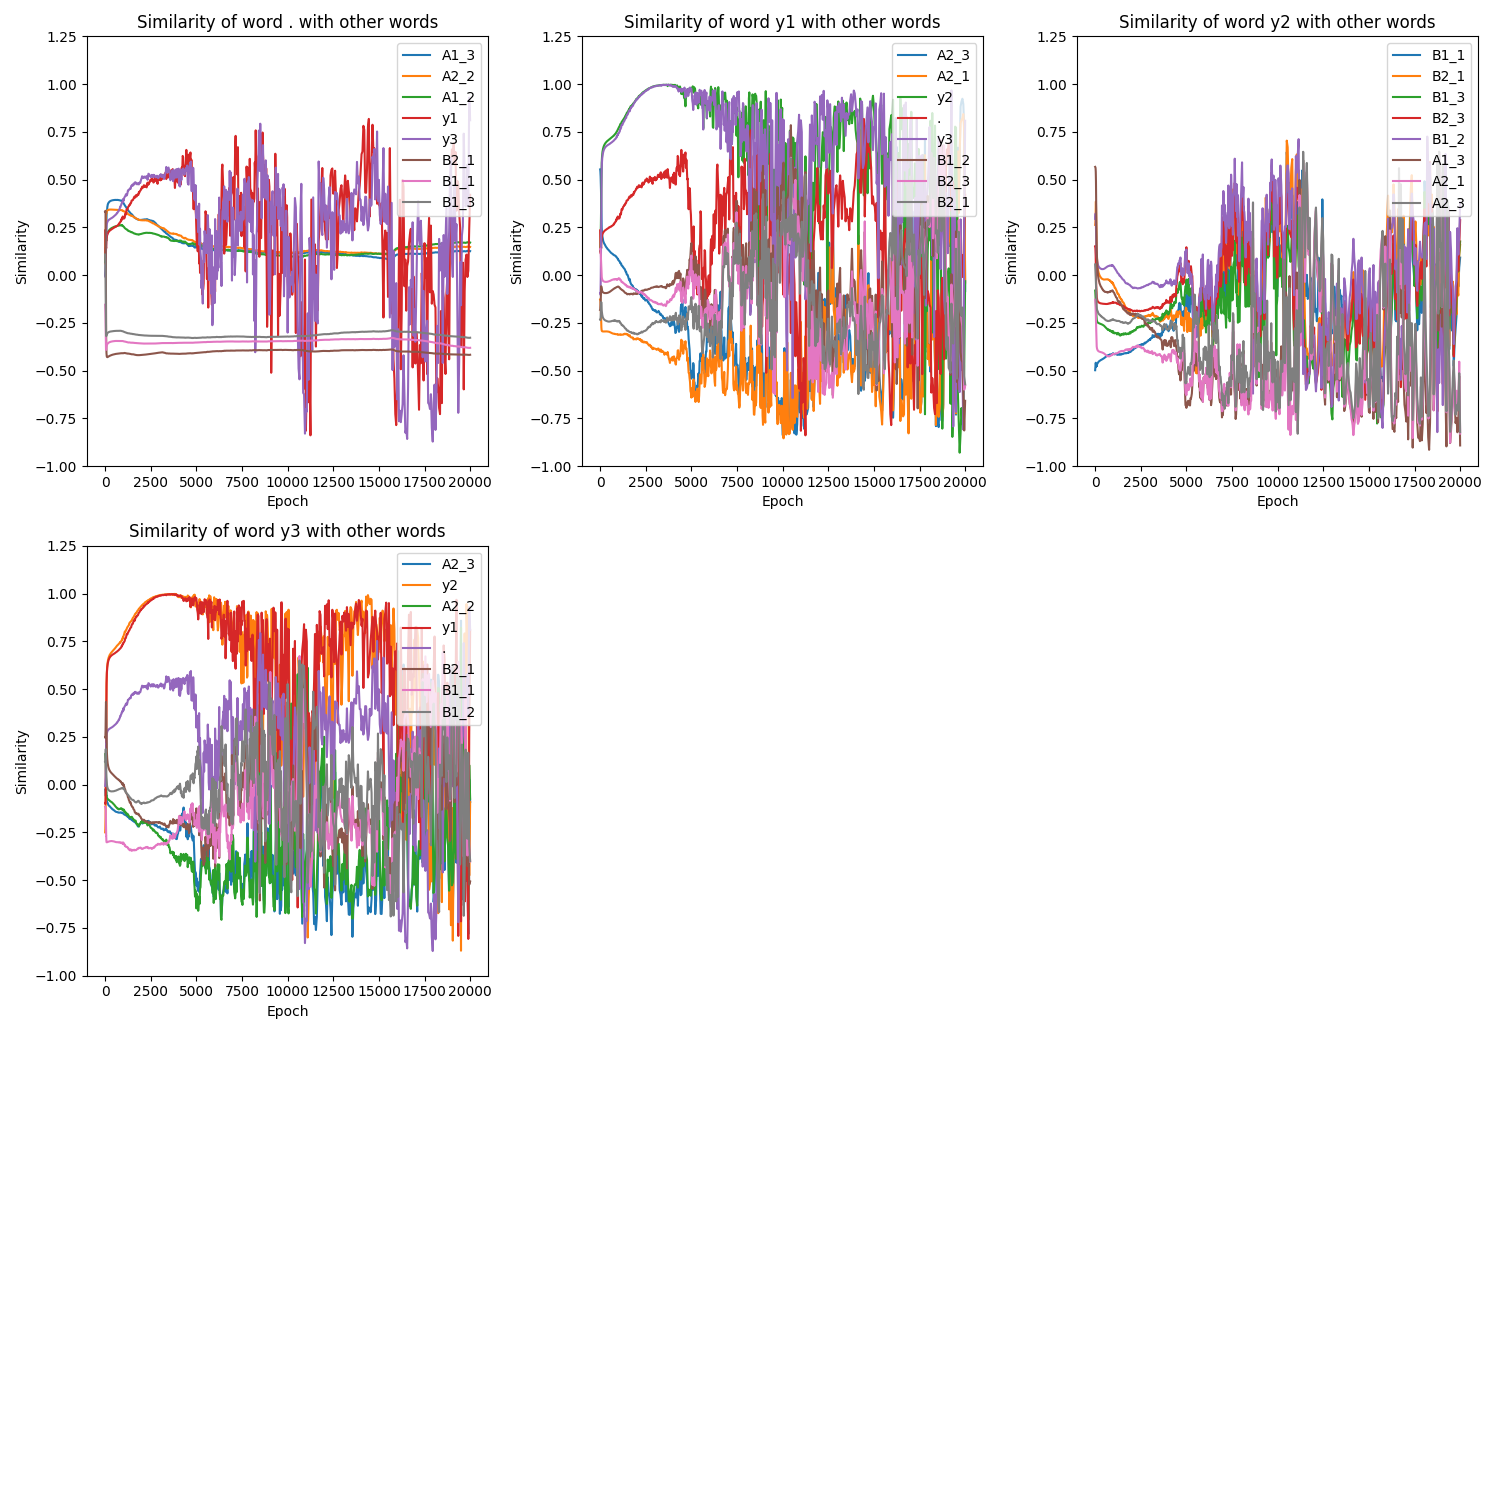 Similarity of word . with other words
1.25
1.00
0.75
0.50
0.25
0.00
−0.25
−0.50
−0.75
−1.00
Similarity
0 2500 5000 7500 10000 12500 15000 17500 20000
Epoch
A1_3
A2_2
A1_2
y1
y3
B2_1
B1_1
B1_3
Similarity of word y1 with other words
1.25
1.00
0.75
0.50
0.25
0.00
−0.25
−0.50
−0.75
−1.00
Similarity
0 2500 5000 7500 10000 12500 15000 17500 20000
Epoch
A2_3
A2_1
y2
.
y3
B1_2
B2_3
B2_1
Similarity of word y2 with other words
1.25
1.00
0.75
0.50
0.25
0.00
−0.25
−0.50
−0.75
−1.00
Similarity
0 2500 5000 7500 10000 12500 15000 17500 20000
Epoch
B1_1
B2_1
B1_3
B2_3
B1_2
A1_3
A2_1
A2_3
Similarity of word y3 with other words
1.25
1.00
0.75
0.50
0.25
0.00
−0.25
−0.50
−0.75
−1.00
Similarity
0 2500 5000 7500 10000 12500 15000 17500 20000
Epoch
A2_3
y2
A2_2
y1
.
B2_1
B1_1
B1_2